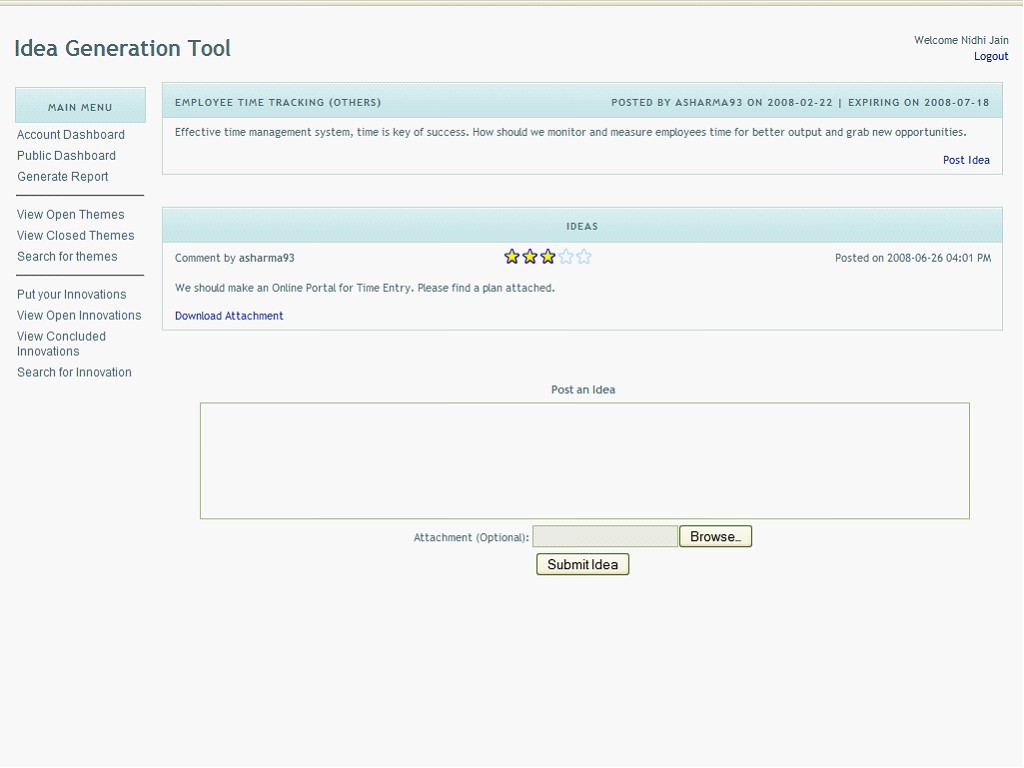 Idea Generation Tool
Welcome Nidhi Jain
Logout
MAIN MENU
Account Dashboard
Public Dashboard
Generate Report
View Open Themes
View Closed Themes
Search for themes
Put your Innovations
View Open Innovations
View Concluded
Innovations
Search for Innovation
EMPLOYEE TIME TRACKING (OTHERS) POSTED BY ASHARMA93 ON 2008-02-22 | EXPIRING ON 2008-07-18
Effective time management system, time is key of success. How should we monitor and measure employees time for better output and grab new opportunities.
Post Idea
IDEAS
Comment by asharma93 Posted on 2008-06-26 04:01 PM
We should make an Online Portal for Time Entry. Please find a plan attached.
Download Attachment
Post an Idea
Attachment (Optional): Browse...
Submit Idea